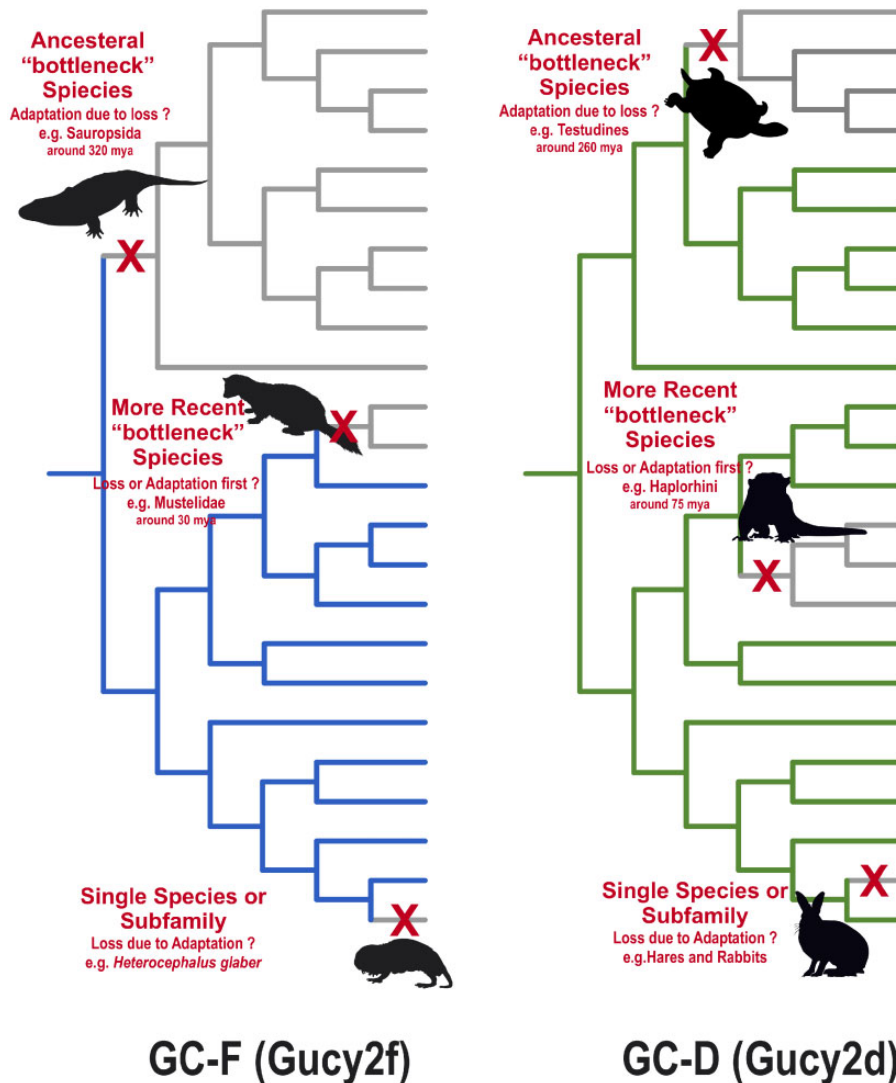 Ancesteral
“bottleneck”
Spiecies
Adaptation due to loss ?
e.g. Sauropsida
around 320 mya
X
More Recent
“bottleneck”
Spiecies
Loss or Adaptation first ?
e.g. Mustelidae
around 30 mya
X
Single Species or
Subfamily
Loss due to Adaptation ?
e.g. Heterocephalus glaber
X
GC-F (Gucy2f)
Ancesteral
“bottleneck”
Spiecies
Adaptation due to loss ?
e.g. Testudines
around 260 mya
X
More Recent
“bottleneck”
Spiecies
Loss or Adaptation first ?
e.g. Haplorhini
around 75 mya
X
Single Species or
Subfamily
Loss due to Adaptation ?
e.g.Hares and Rabbits
X
GC-D (Gucy2d)